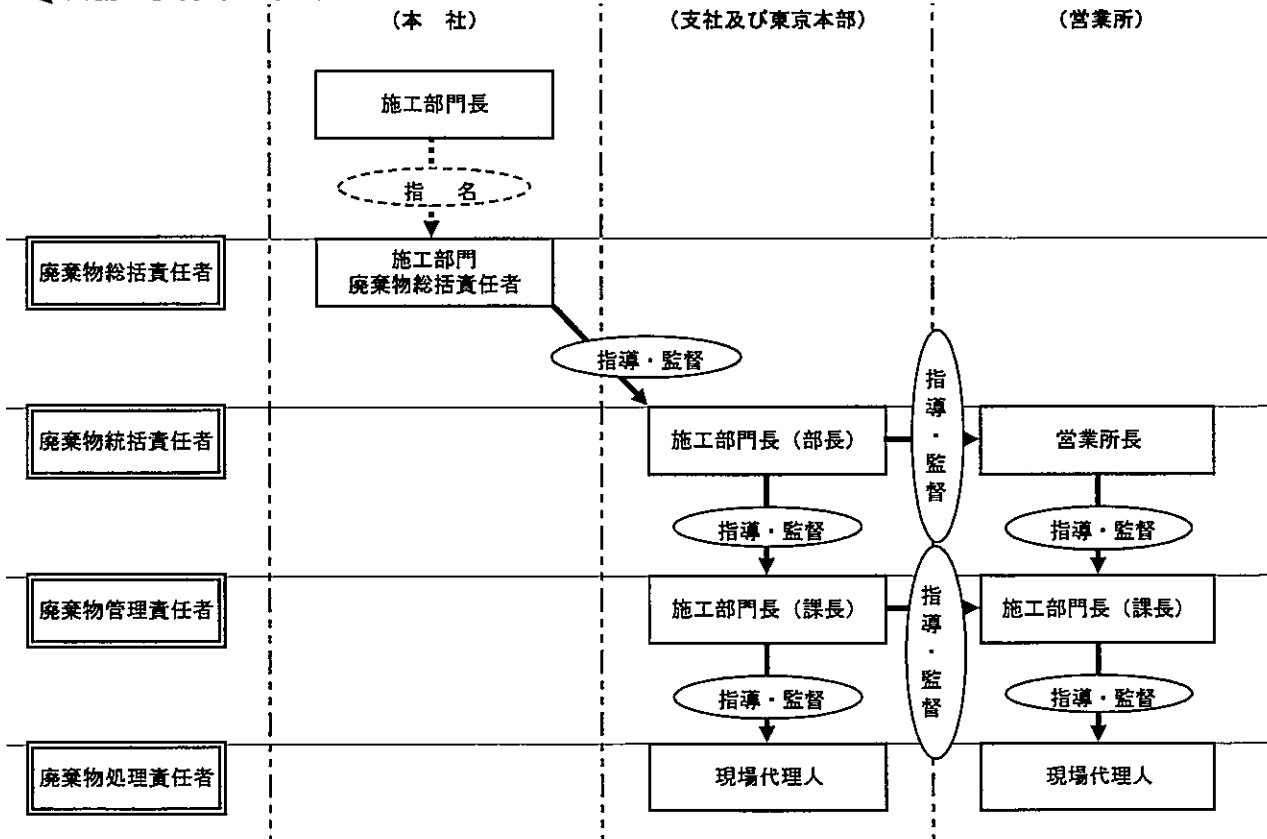 （本　社）
（支社及び東京本部）
（営業所）
施工部門長
指　名
廃棄物総括責任者
施工部門
廃棄物総括責任者
指導・監督
指導・監督
廃棄物統括責任者
施工部門長（部長）
営業所長
指導・監督
指導・監督
廃棄物管理責任者
施工部門長（課長）
指導・監督
施工部門長（課長）
指導・監督
指導・監督
廃棄物処理責任者
現場代理人
現場代理人